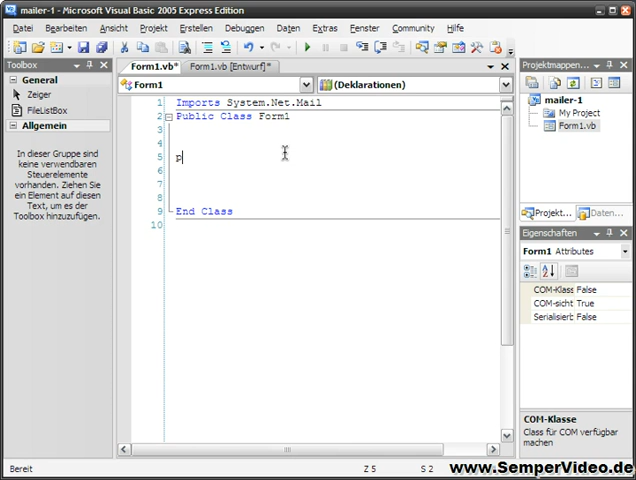 mailer-1 - Microsoft Visual Basic 2005 Express Edition
Datei Bearbeiten Ansicht Projekt Erstellen Debuggen Daten Extras Fenster Community Hilfe
Toolbox
General
Zeiger
FileListBox
Allgemein
In dieser Gruppe sind
keine verwendbaren
Steuerelemente
vorhanden. Ziehen Sie
ein Element auf diesen
Text, um es der
Toolbox hinzuzufügen.
Form1.vb* Form1.vb [Entwurf]*
Form1 (Deklarationen)
1 Imports System.Net.Mail
2 Public Class Form1
3
4
5 p
6
7
8
9 End Class
10
Projektmappen...
mailer-1
My Project
Form1.vb
Projekt... Daten...
Eigenschaften
Form1 Attributes
COM-Klass False
COM-sicht True
Serialisierb False
COM-Klasse
Class für COM verfügbar
machen
Bereit Z 5 S 2
www.SemperVideo.de